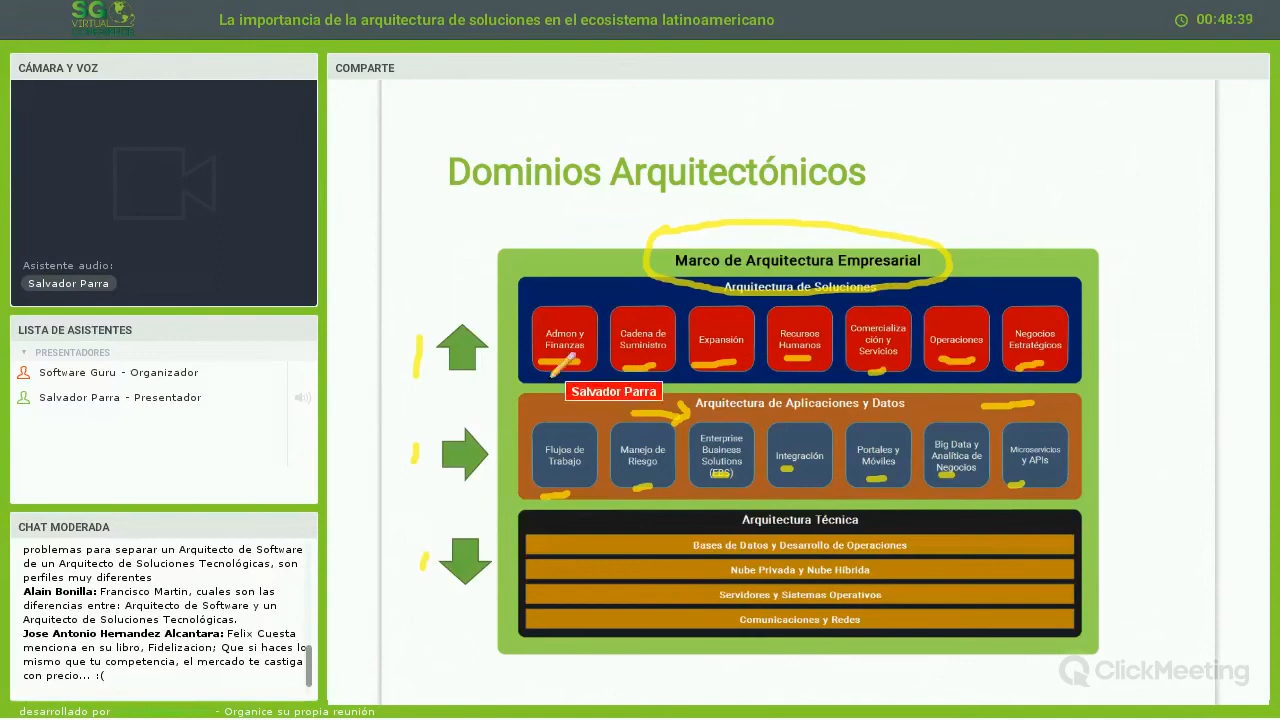 SG
VIRTUAL
La importancia de la arquitectura de soluciones en el ecosistema latinoamericano
00:48:39
CÁMARA Y VOZ
Asistente audio:
Salvador Parra
LISTA DE ASISTENTES
PRESENTADORES
Software Guru - Organizador
Salvador Parra - Presentador
CHAT MODERADA
problemas para separar un Arquitecto de Software
de un Arquitecto de Soluciones Tecnológicas, son
perfiles muy diferentes
Alain Bonilla: Francisco Martin, cuales son las
diferencias entre: Arquitecto de Software y un
Arquitecto de Soluciones Tecnológicas.
Jose Antonio Hernandez Alcantara: Felix Cuesta
menciona en su libro, Fidelizacion; Que si haces lo
mismo que tu competencia, el mercado te castiga
con precio... :(
COMPARTE
Dominios Arquitectónicos
Marco de Arquitectura Empresarial
Arquitectura de Soluciones
Admon y
Finanzas
Cadena de
Suministro
Expansión
Recursos
Humanos
Comercializa
ción y
Servicios
Operaciones
Negocios
Estratégicos
Salvador Parra
Arquitectura de Aplicaciones y Datos
Flujos de
Trabajo
Manejo de
Riesgo
Enterprise
Business
Solutions
(EBS)
Integración
Portales y
Móviles
Big Data y
Analítica de
Negocios
Microservicios
y APIs
Arquitectura Técnica
Bases de Datos y Desarrollo de Operaciones
Nube Privada y Nube Híbrida
Servidores y Sistemas Operativos
Comunicaciones y Redes
ClickMeeting
desarrollado por - Organice su propia reunión